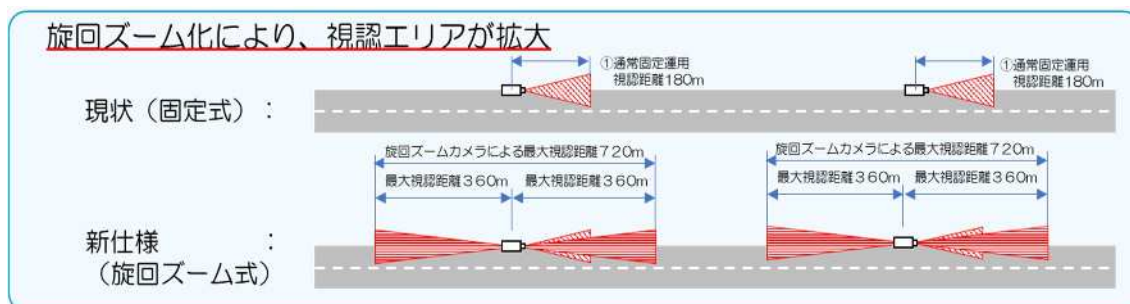 旋回ズーム化により、視認エリアが拡大
①通常固定運用
視認距離180m
①通常固定運用
視認距離180m
現状（固定式）：
旋回ズームカメラによる最大視認距離720m
旋回ズームカメラによる最大視認距離720m
最大視認距離360m
最大視認距離360m
最大視認距離360m
最大視認距離360m
新仕様　　　　：
（旋回ズーム式）